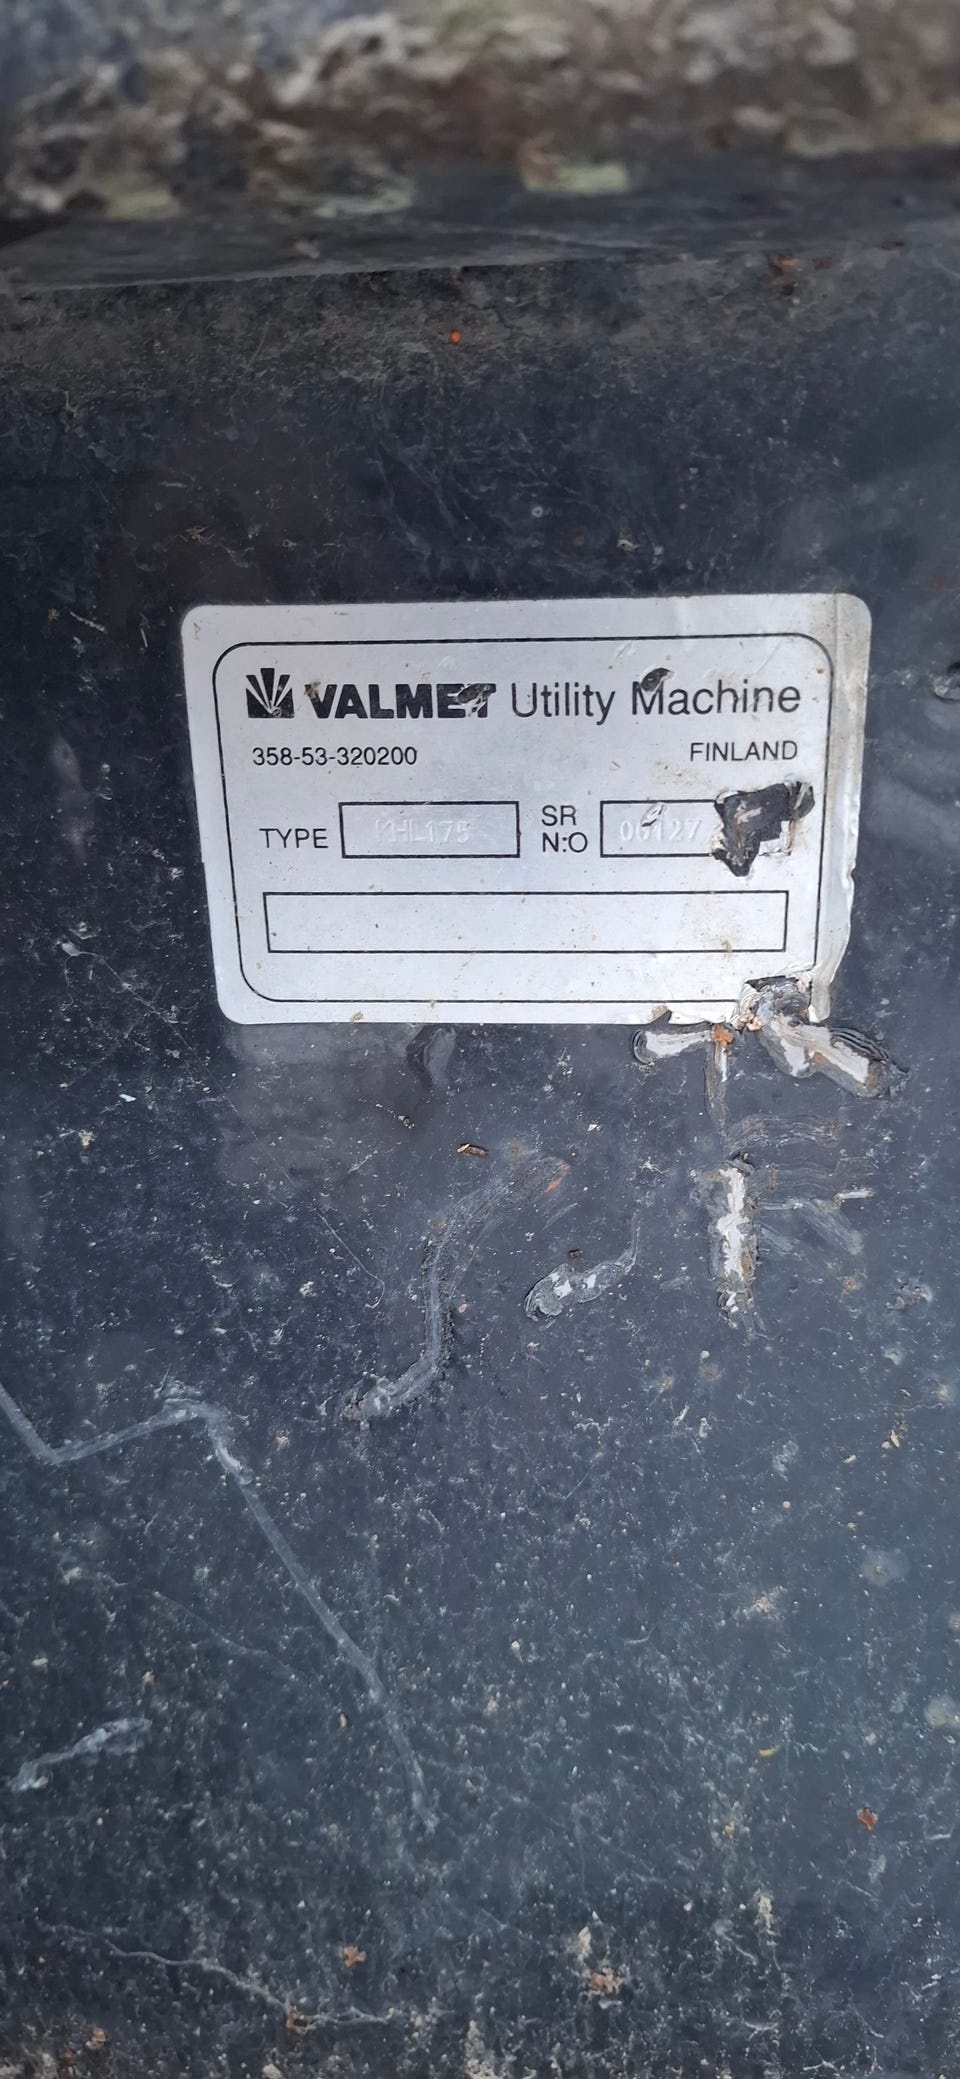 VALMET Utility Machine
358-53-320200 FINLAND
TYPE KHL175 SR N:O 06127